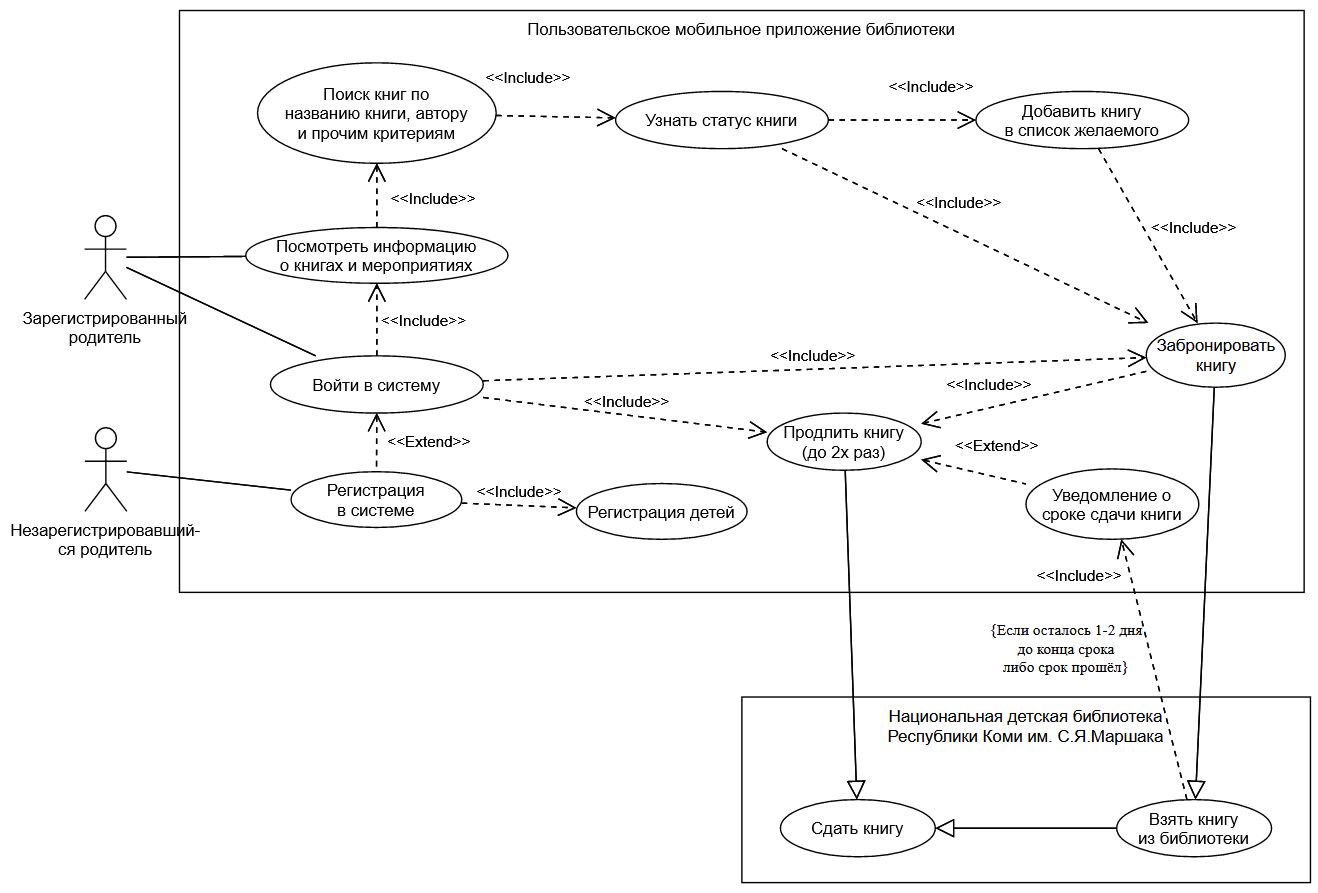 Пользовательское мобильное приложение библиотеки
Поиск книг по
названию книги, автору
и прочим критериям
<<Include>>
Узнать статус книги
<<Include>>
Добавить книгу
в список желаемого
<<Include>>
<<Include>>
<<Include>>
Посмотреть информацию
о книгах и мероприятиях
Зарегистрированный
родитель
<<Include>>
Войти в систему
<<Include>>
Забронировать
книгу
<<Include>>
<<Include>>
<<Extend>>
Продлить книгу
(до 2х раз)
<<Extend>>
Регистрация
в системе
<<Include>>
Регистрация детей
Уведомление о
сроке сдачи книги
Незарегистрировавший-
ся родитель
<<Include>>
{Если осталось 1-2 дня
до конца срока
либо срок прошёл}
Национальная детская библиотека
Республики Коми им. С.Я.Маршака
Сдать книгу
Взять книгу
из библиотеки